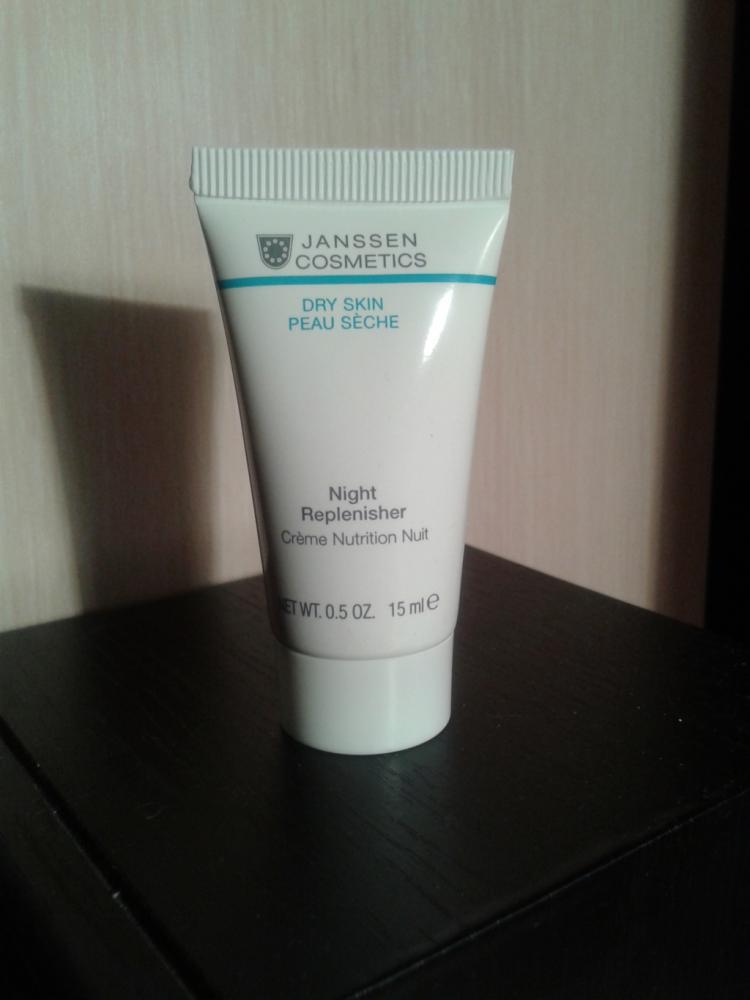 JANSSEN
COSMETICS
DRY SKIN
PEAU SÈCHE
Night
Replenisher
Crème Nutrition Nuit
NET WT. 0.5 OZ. 15 ml ℮